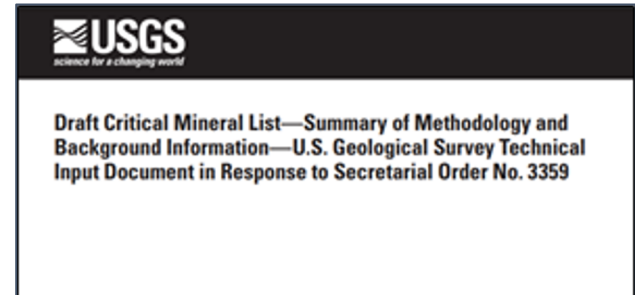 USGS
science for a changing world
Draft Critical Mineral List—Summary of Methodology and
Background Information—U.S. Geological Survey Technical
Input Document in Response to Secretarial Order No. 3359